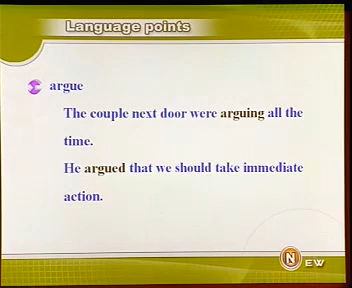 Language points
argue
The couple next door were arguing all the
time.
He argued that we should take immediate
action.
N EW